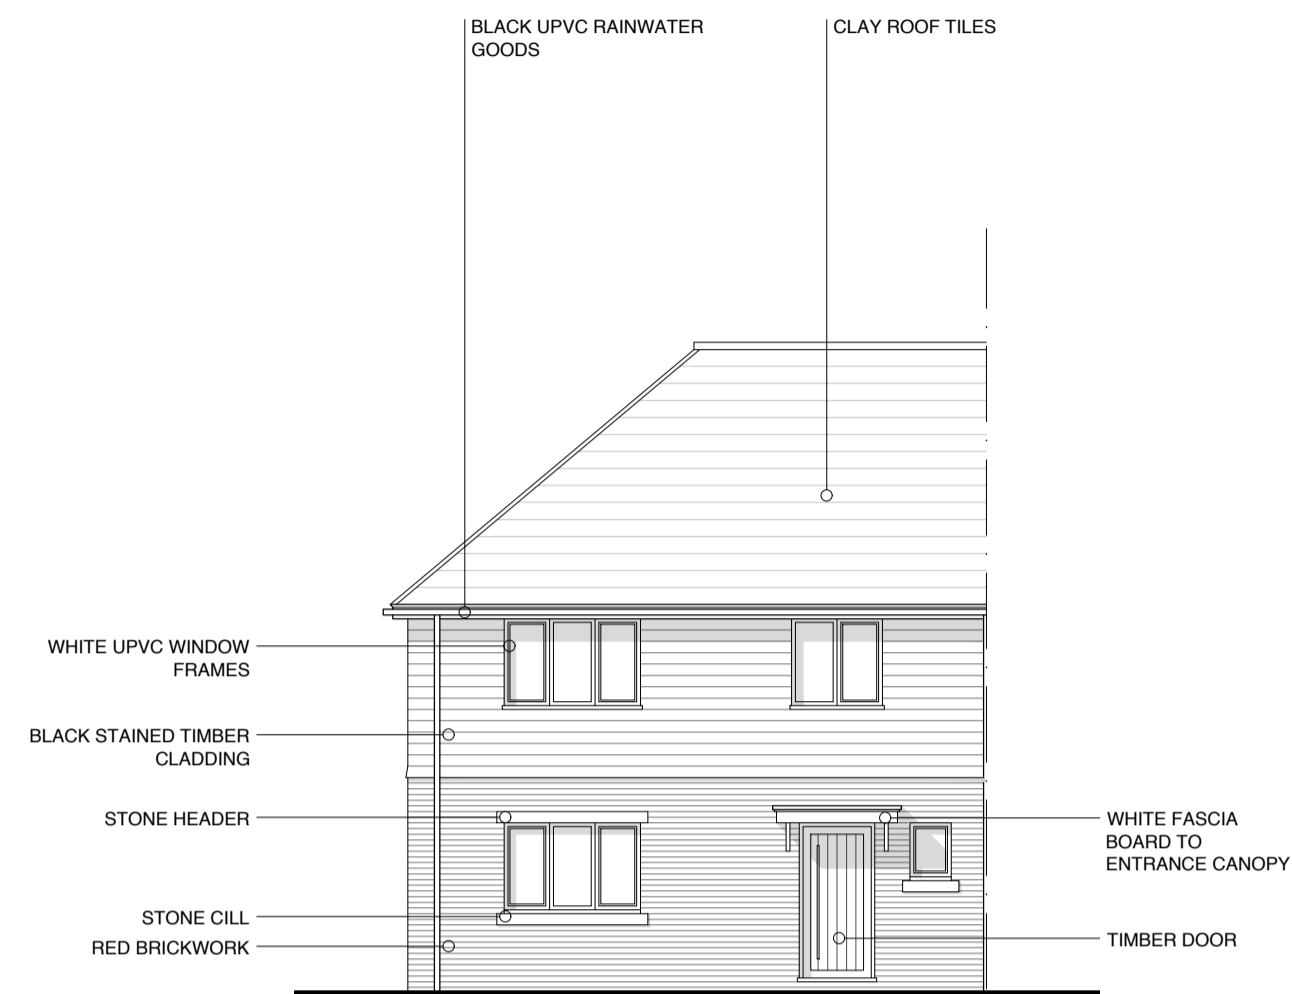 BLACK UPVC RAINWATER
GOODS
CLAY ROOF TILES
WHITE UPVC WINDOW
FRAMES
BLACK STAINED TIMBER
CLADDING
STONE HEADER
STONE CILL
RED BRICKWORK
WHITE FASCIA
BOARD TO
ENTRANCE CANOPY
TIMBER DOOR